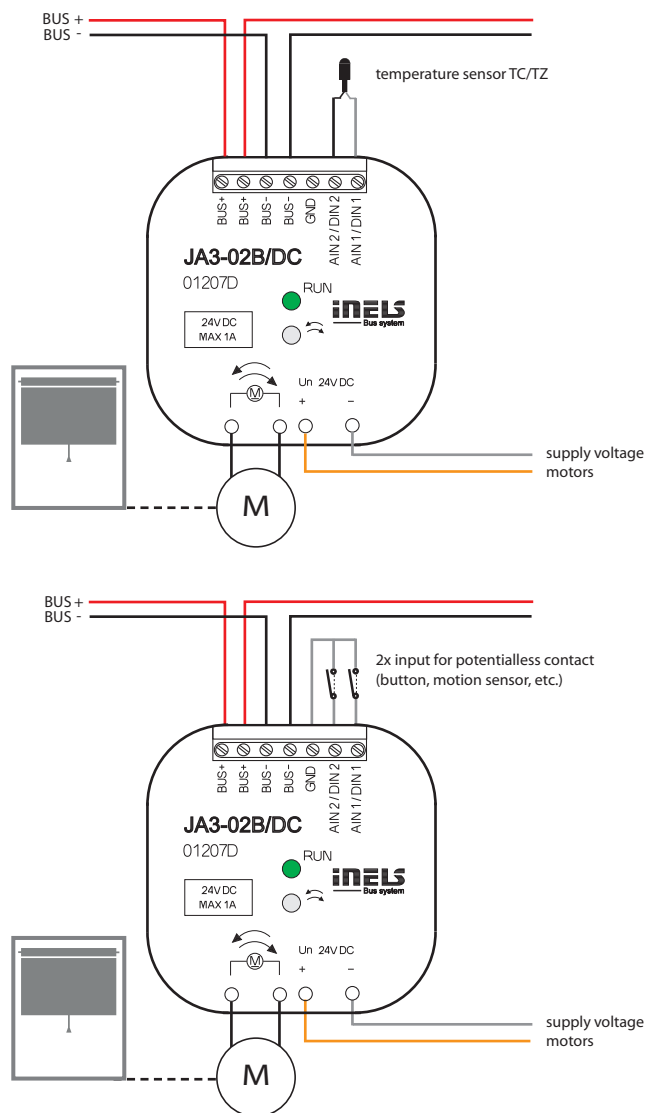 BUS +
BUS -
temperature sensor TC/TZ
BUS+
BUS+
BUS-
BUS-
GND
AIN 2 / DIN 2
AIN 1 / DIN 1
JA3-02B/DC
01207D
RUN
iNELS
Bus system
24V DC
MAX 1A
M
Un 24V DC
+ –
supply voltage
motors
M
BUS +
BUS -
2x input for potentialless contact
(button, motion sensor, etc.)
BUS+
BUS+
BUS-
BUS-
GND
AIN 2 / DIN 2
AIN 1 / DIN 1
JA3-02B/DC
01207D
RUN
iNELS
Bus system
24V DC
MAX 1A
M
Un 24V DC
+ –
supply voltage
motors
M